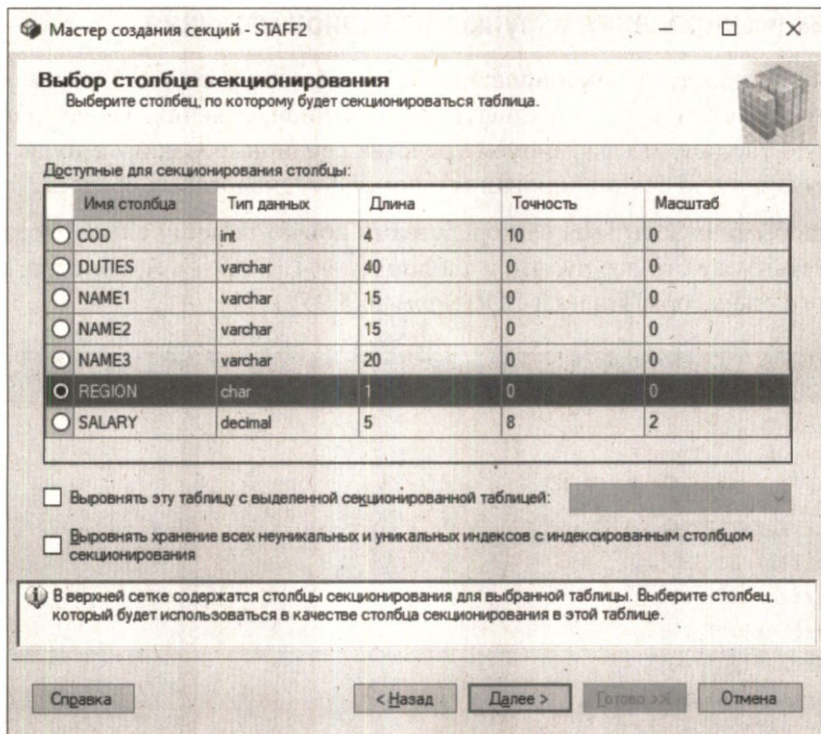 Мастер создания секций - STAFF2
Выбор столбца секционирования
Выберите столбец, по которому будет секционироваться таблица.
Доступные для секционирования столбцы:
Имя столбца Тип данных Длина Точность Масштаб
COD int 4 10 0
DUTIES varchar 40 0 0
NAME1 varchar 15 0 0
NAME2 varchar 15 0 0
NAME3 varchar 20 0 0
REGION char 1 0 0
SALARY decimal 5 8 2
Выровнять эту таблицу с выделенной секционированной таблицей:
Выровнять хранение всех неуникальных и уникальных индексов с индексированным столбцом
секционирования
В верхней сетке содержатся столбцы секционирования для выбранной таблицы. Выберите столбец,
который будет использоваться в качестве столбца секционирования в этой таблице.
Справка < Назад Далее > Готово >>| Отмена